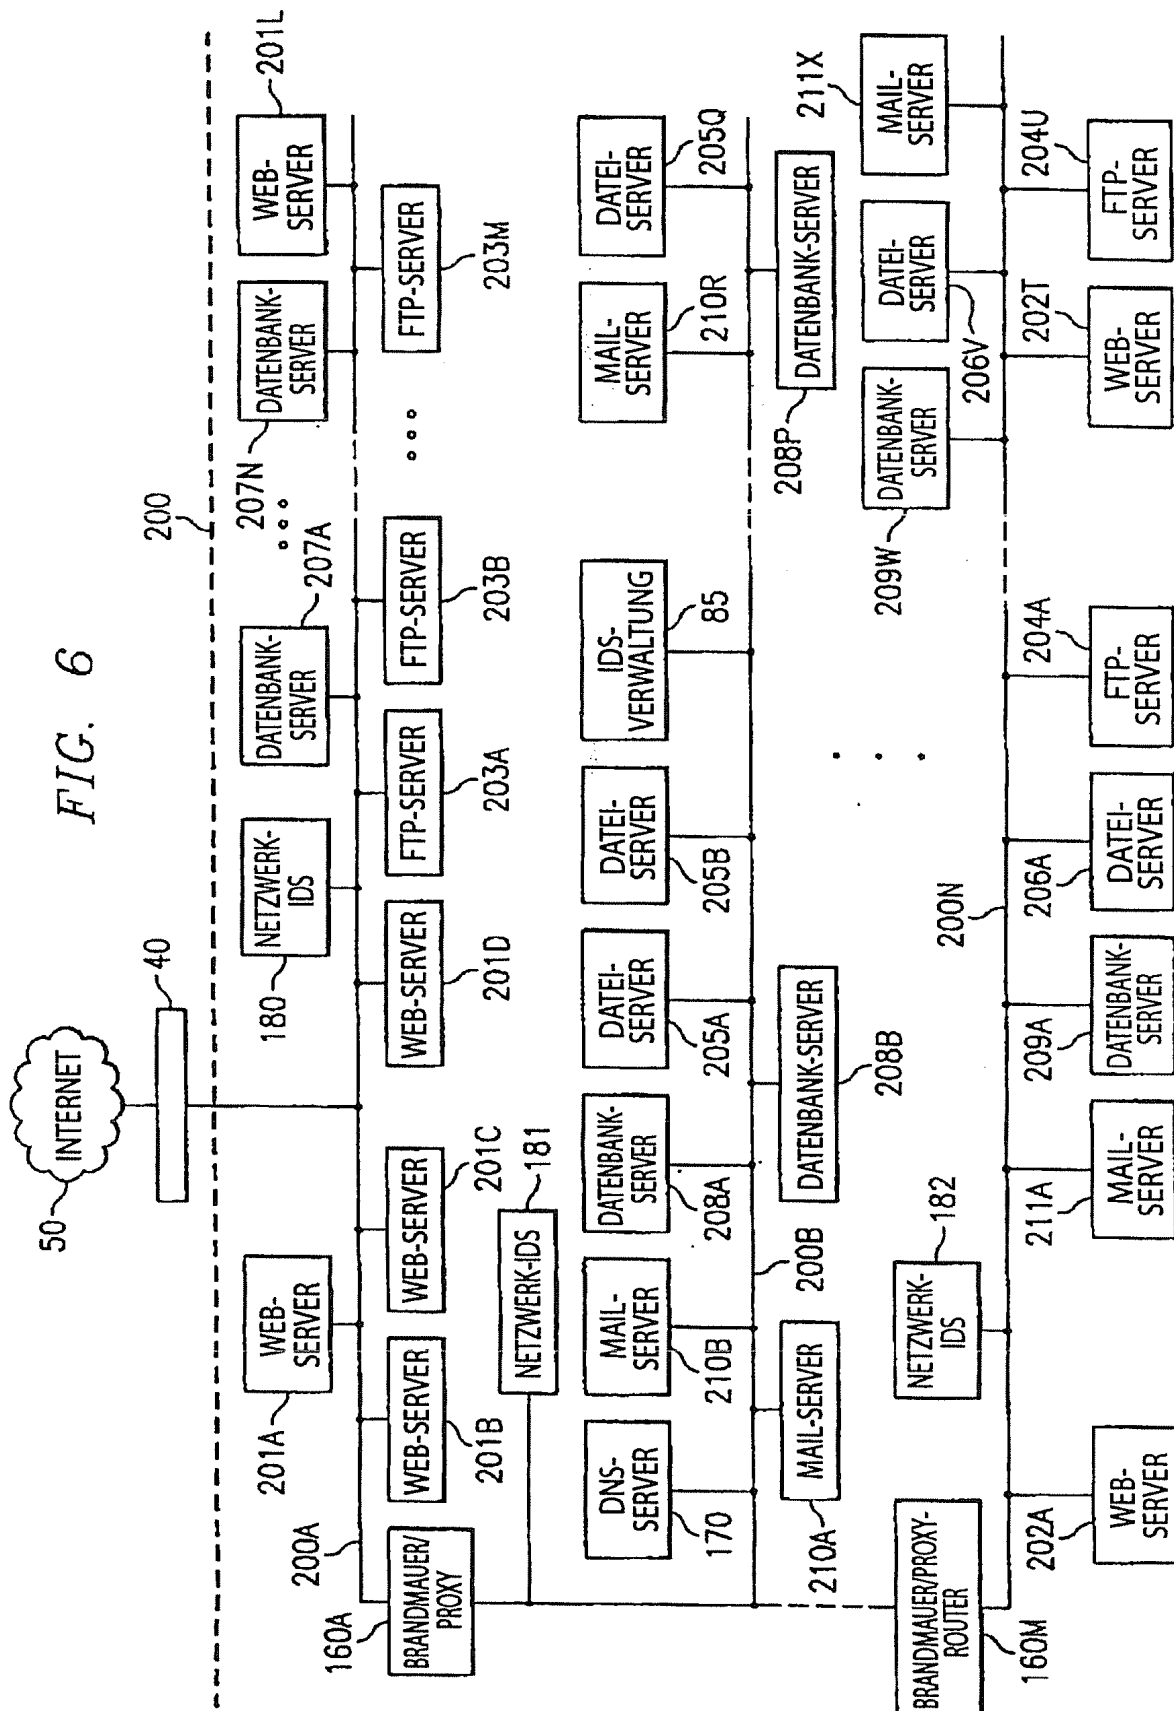 FIG. 6
50
INTERNET
40
200
201A
WEB-
SERVER
180
NETZWERK-
IDS
DATENBANK-
SERVER
207A
207N
DATENBANK-
SERVER
WEB-
SERVER
201L
200A
160A
BRANDMAUER/
PROXY
WEB-SERVER
201B
WEB-SERVER
201C
WEB-SERVER
201D
FTP-SERVER
203A
FTP-SERVER
203B
FTP-SERVER
203M
NETZWERK-IDS
181
DNS-
SERVER
170
MAIL-
SERVER
210B
DATENBANK-
SERVER
208A
DATEI-
SERVER
205A
DATEI-
SERVER
205B
IDS-
VERWALTUNG
85
MAIL-
SERVER
210R
DATEI-
SERVER
205Q
210A
MAIL-SERVER
200B
DATENBANK-SERVER
208B
208P
DATENBANK-SERVER
BRANDMAUER/PROXY-
ROUTER
160M
NETZWERK-
IDS
182
209W
DATENBANK-
SERVER
DATEI-
SERVER
206V
MAIL-
SERVER
211X
200N
202A
WEB-
SERVER
211A
MAIL-
SERVER
209A
DATENBANK-
SERVER
206A
DATEI-
SERVER
204A
FTP-
SERVER
202T
WEB-
SERVER
204U
FTP-
SERVER